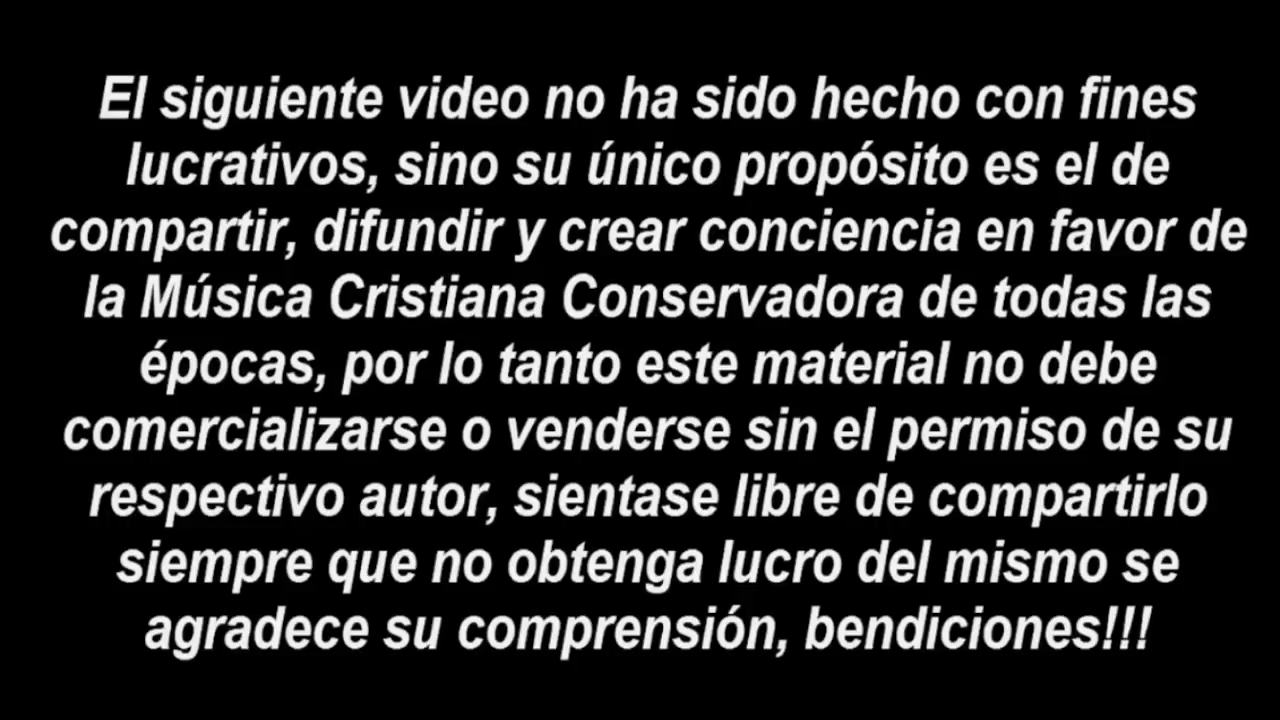 El siguiente video no ha sido hecho con fines
lucrativos, sino su único propósito es el de
compartir, difundir y crear conciencia en favor de
la Música Cristiana Conservadora de todas las
épocas, por lo tanto este material no debe
comercializarse o venderse sin el permiso de su
respectivo autor, sientase libre de compartirlo
siempre que no obtenga lucro del mismo se
agradece su comprensión, bendiciones!!!